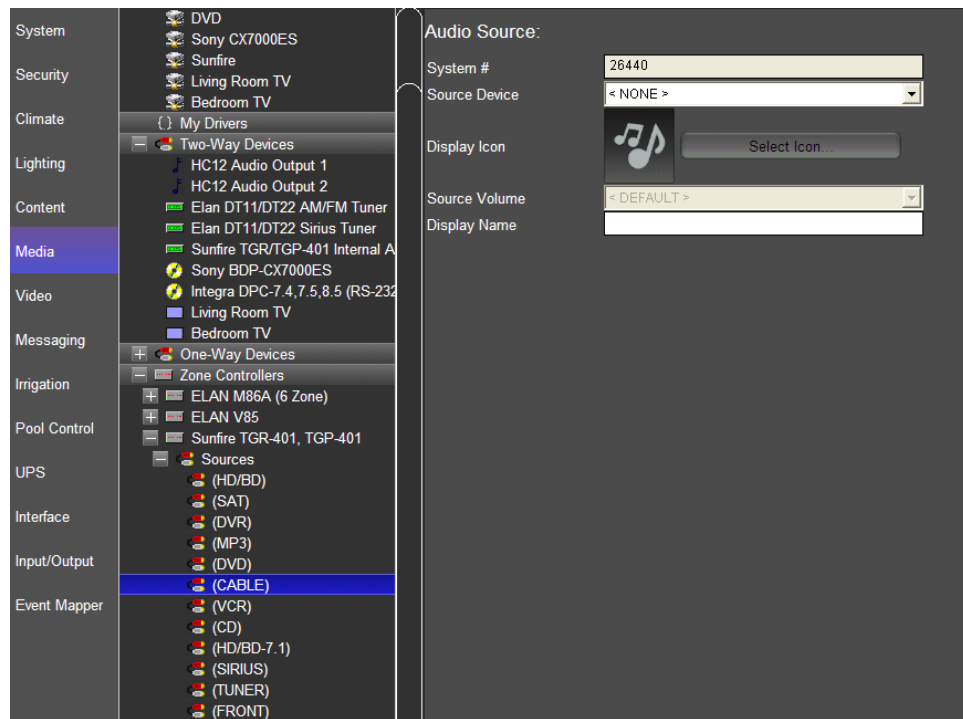 System
Security
Climate
Lighting
Content
Media
Video
Messaging
Irrigation
Pool Control
UPS
Interface
Input/Output
Event Mapper
DVD
Sony CX7000ES
Sunfire
Living Room TV
Bedroom TV
{} My Drivers
Two-Way Devices
HC12 Audio Output 1
HC12 Audio Output 2
Elan DT11/DT22 AM/FM Tuner
Elan DT11/DT22 Sirius Tuner
Sunfire TGR/TGP-401 Internal A
Sony BDP-CX7000ES
Integra DPC-7.4,7.5,8.5 (RS-232
Living Room TV
Bedroom TV
One-Way Devices
Zone Controllers
ELAN M86A (6 Zone)
ELAN V85
Sunfire TGR-401, TGP-401
Sources
(HD/BD)
(SAT)
(DVR)
(MP3)
(DVD)
(CABLE)
(VCR)
(CD)
(HD/BD-7.1)
(SIRIUS)
(TUNER)
(FRONT)
Audio Source:
System # 26440
Source Device < NONE >
Display Icon Select Icon...
Source Volume < DEFAULT >
Display Name